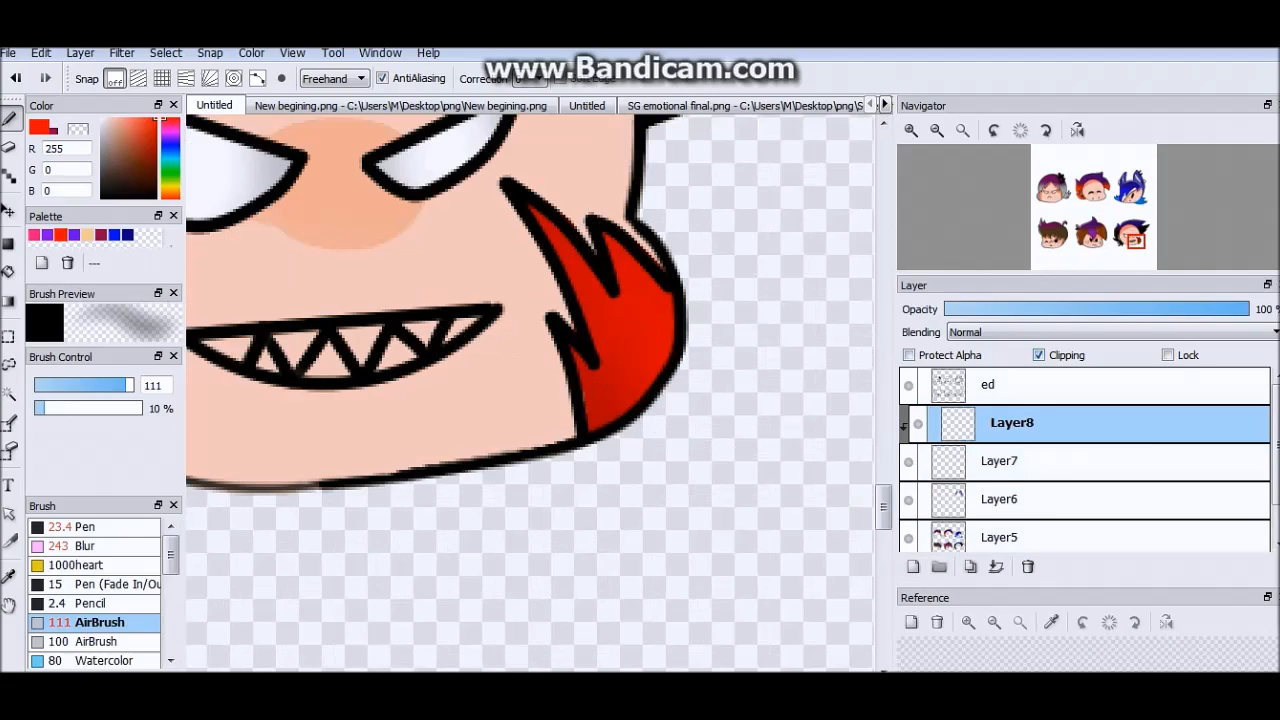 www.Bandicam.com
File Edit Layer Filter Select Snap Color View Tool Window Help
Snap off Freehand AntiAliasing Correction
Color
Untitled New begining.png - C:\Users\M\Desktop\png\New begining.png Untitled SG emotional final.png - C:\Users\M\Desktop\png\S
Navigator
R 255
G 0
B 0
Palette
---
Brush Preview
Brush Control
111
10 %
Brush
23.4 Pen
243 Blur
1000heart
15 Pen (Fade In/Ou
2.4 Pencil
111 AirBrush
100 AirBrush
80 Watercolor
T
Layer
Opacity 100 %
Blending Normal
Protect Alpha Clipping Lock
ed
Layer8
Layer7
Layer6
Layer5
Reference